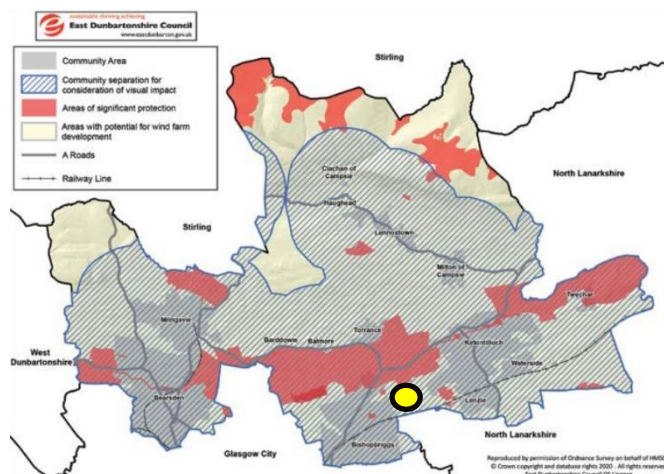 sustainable thriving achieving
East Dunbartonshire Council
www.eastdunbarton.gov.uk
Stirling
Community Area
Community separation for
consideration of visual impact
Areas of significant protection
Areas with potential for wind farm
development
A Roads
Railway Line
North Lanarkshire
Clachan of
Campsie
Haughead
Lennoxtown
Stirling
Milton of
Campsie
Twechar
Milngavie
Torrance
Bardowie
Balmore
Kirkintilloch
West
Dunbartonshire
Waterside
Bearsden
Lenzie
Bishopbriggs
Glasgow City
North Lanarkshire
Reproduced by permission of Ordnance Survey on behalf of HMS
© Crown copyright and database rights 2020 . All rights reserve